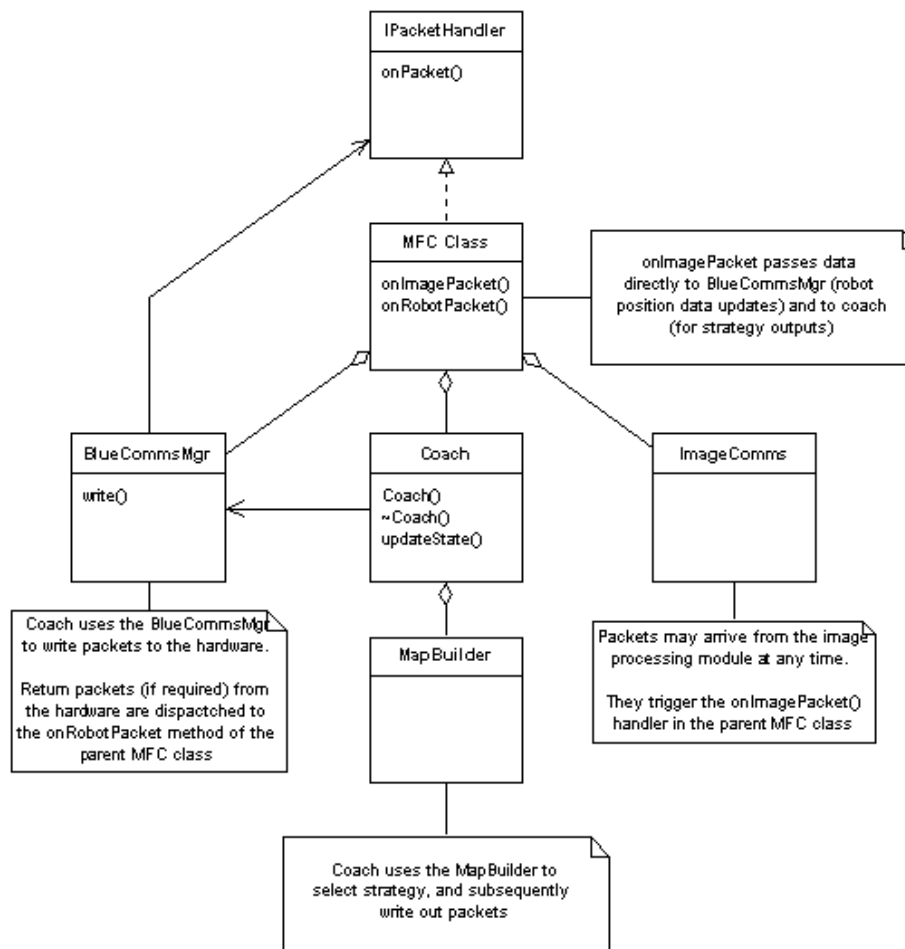 IPacketHandler
onPacket()
MFC Class
onImagePacket()
onRobotPacket()
onImagePacket passes data
directly to BlueCommsMgr (robot
position data updates) and to coach
(for strategy outputs)
BlueCommsMgr
write()
Coach
Coach()
~Coach()
updateState()
ImageComms
Coach uses the BlueCommsMgr
to write packets to the hardware.
Return packets (if required) from
the hardware are dispactched to
the onRobotPacket method of the
parent MFC class
MapBuilder
Packets may arrive from the image
processing module at any time.
They trigger the onImagePacket()
handler in the parent MFC class
Coach uses the MapBuilder to
select strategy, and subsequently
write out packets